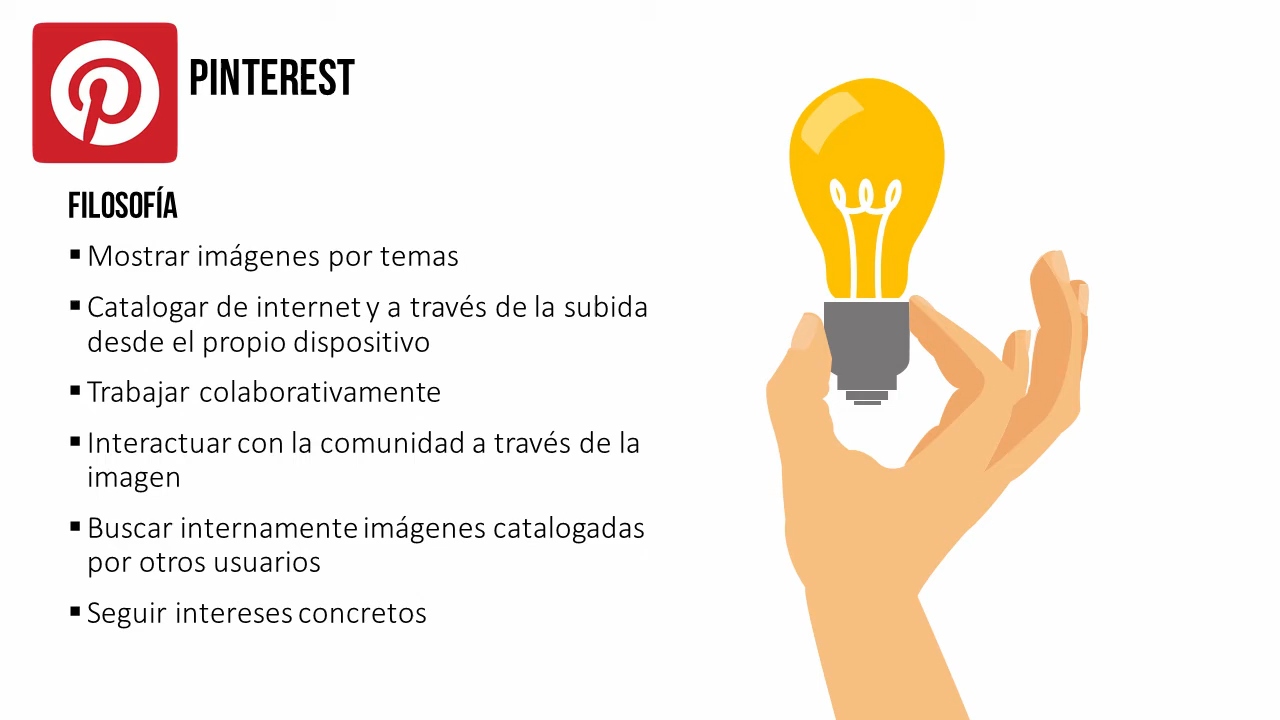 PINTEREST
FILOSOFÍA
▪ Mostrar imágenes por temas
▪ Catalogar de internet y a través de la subida
desde el propio dispositivo
▪ Trabajar colaborativamente
▪ Interactuar con la comunidad a través de la
imagen
▪ Buscar internamente imágenes catalogadas
por otros usuarios
▪ Seguir intereses concretos